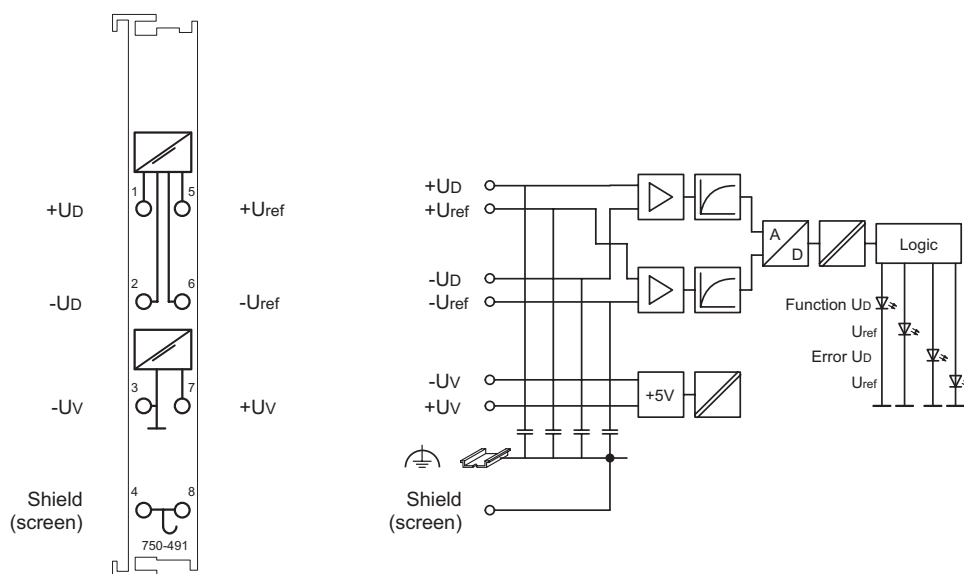 1
5
+UD
+Uref
2
6
-UD
-Uref
3
7
-UV
+UV
4
8
Shield
(screen)
750-491
+UD
+Uref
-UD
-Uref
-UV
+UV
Shield
(screen)
+5V
A
D
Logic
Function UD
Uref
Error UD
Uref